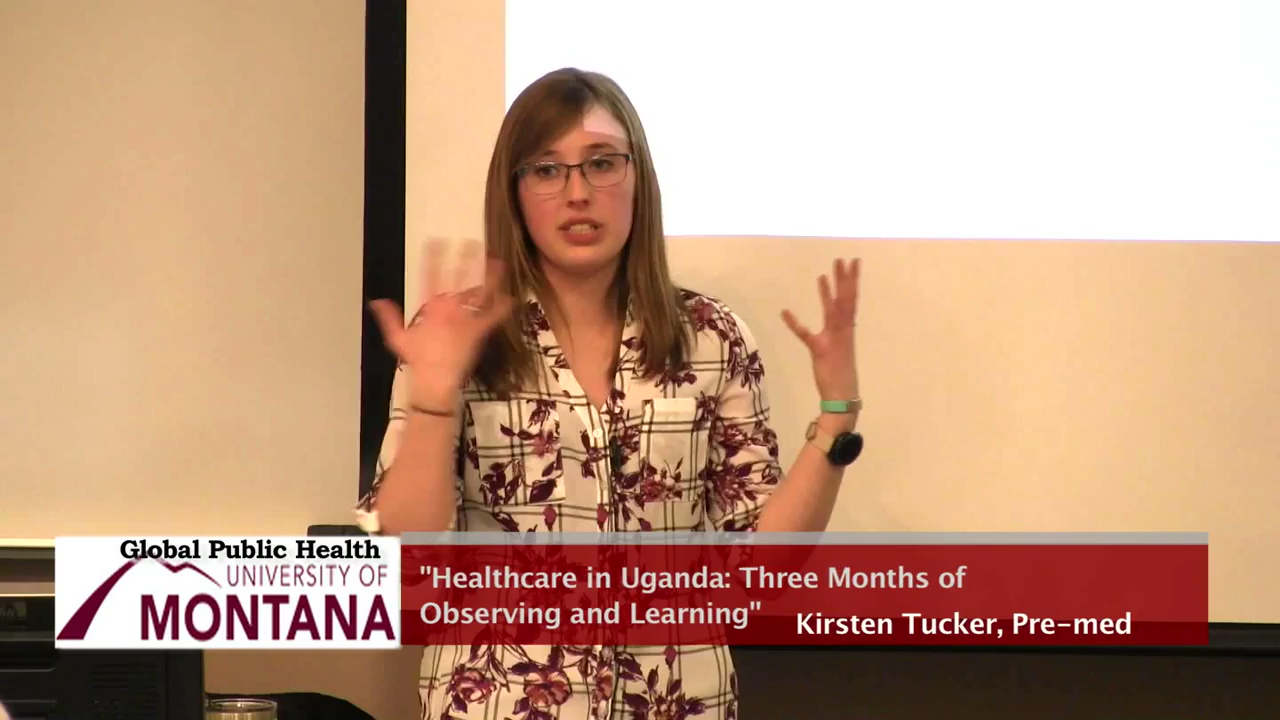 Global Public Health
UNIVERSITY OF
MONTANA
"Healthcare in Uganda: Three Months of
Observing and Learning"
Kirsten Tucker, Pre-med